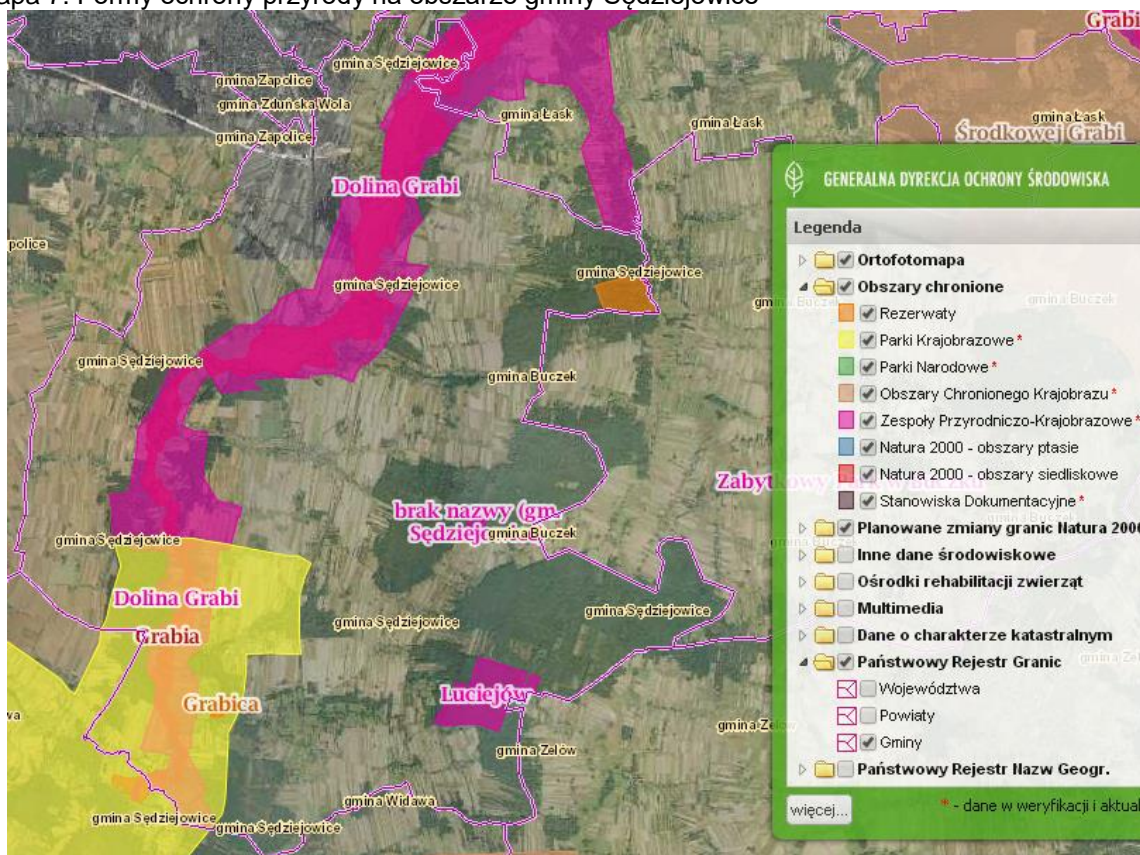 apa 7. Formy ochrony przyrody na obszarze gminy Sędziejowice
Grabi
gmina Sędziejowice
gmina Zapolice
gmina Zduńska Wola
gmina Zapolice
gmina Łask
gmina Łask
gmina Łask
Środkowej Grabi
Dolina Grabi
police
gmina Sędziejowice
gmina Sędziejowice
gmina Sędziejowice
gmina Buczek
Zabyt
brak nazwy (gm.
Sędziej
gmina Buczek
gmina Sędziejowice
Dolina Grabi
Grabia
gmina Sędziejowice
gmina Sędziejowice
Grabica
Luciejów
wa
gmina Zelów
gmina Ze
gmina Widawa
gmina Sędziejowice
gmina Sędziejowice
GENERALNA DYREKCJA OCHRONY ŚRODOWISKA
Legenda
Ortofotomapa
Obszary chronione
gmina Buczek
Rezerwaty
Parki Krajobrazowe *
Parki Narodowe *
Obszary Chronionego Krajobrazu *
Zespoły Przyrodniczo-Krajobrazowe *
Natura 2000 - obszary ptasie
Natura 2000 - obszary siedliskowe
Stanowiska Dokumentacyjne *
Planowane zmiany granic Natura 2000
Inne dane środowiskowe
Ośrodki rehabilitacji zwierząt
Multimedia
Dane o charakterze katastralnym
Państwowy Rejestr Granic
Województwa
Powiaty
Gminy
Państwowy Rejestr Nazw Geogr.
więcej...
* - dane w weryfikacji i aktual